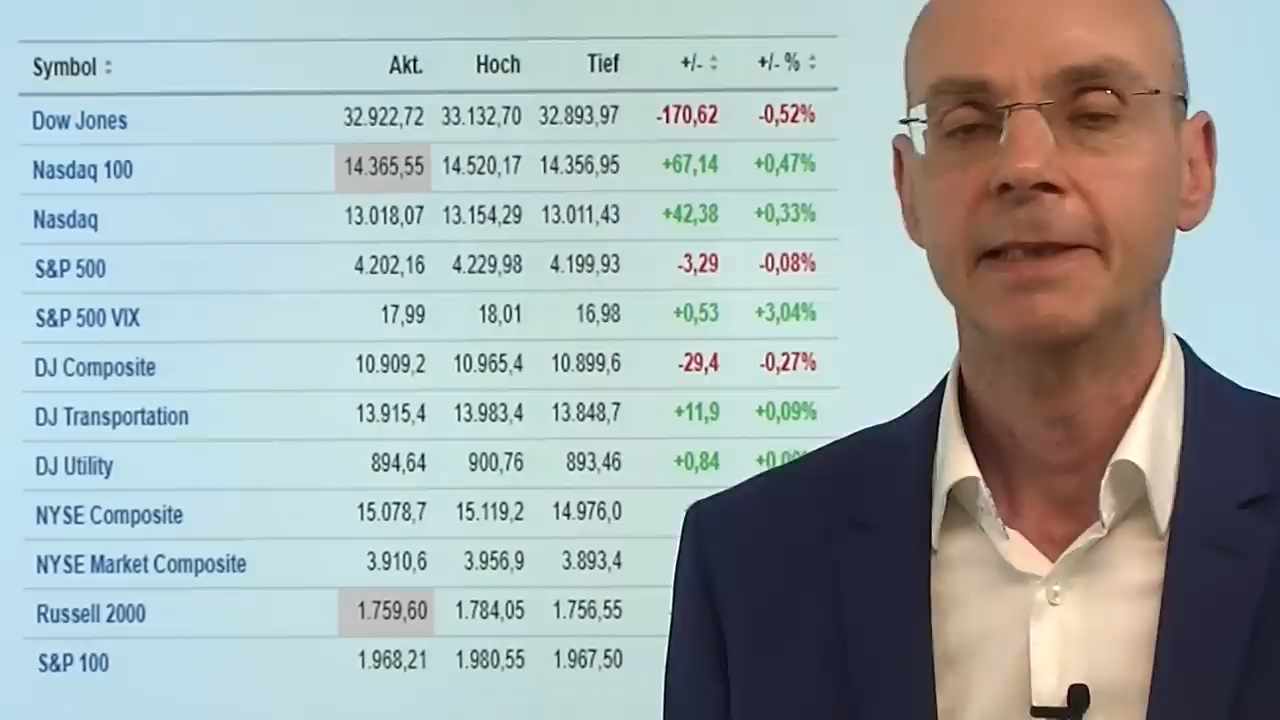 Symbol Akt. Hoch Tief +/- +/- %
Dow Jones 32.922,72 33.132,70 32.893,97 -170,62 -0,52%
Nasdaq 100 14.365,55 14.520,17 14.356,95 +67,14 +0,47%
Nasdaq 13.018,07 13.154,29 13.011,43 +42,38 +0,33%
S&P 500 4.202,16 4.229,98 4.199,93 -3,29 -0,08%
S&P 500 VIX 17,99 18,01 16,98 +0,53 +3,04%
DJ Composite 10.909,2 10.965,4 10.899,6 -29,4 -0,27%
DJ Transportation 13.915,4 13.983,4 13.848,7 +11,9 +0,09%
DJ Utility 894,64 900,76 893,46 +0,84
NYSE Composite 15.078,7 15.119,2 14.976,0
NYSE Market Composite 3.910,6 3.956,9 3.893,4
Russell 2000 1.759,60 1.784,05 1.756,55
S&P 100 1.968,21 1.980,55 1.967,50